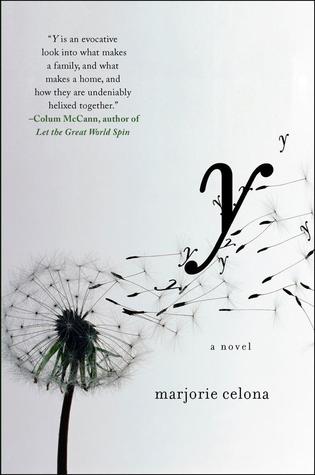 “Y is an evocative
look into what makes
a family, and what
makes a home, and
how they are undeniably
helixed together.”
–Colum McCann, author of
Let the Great World Spin
y
y
y
y
y
y
y
y
y
a novel
marjorie celona